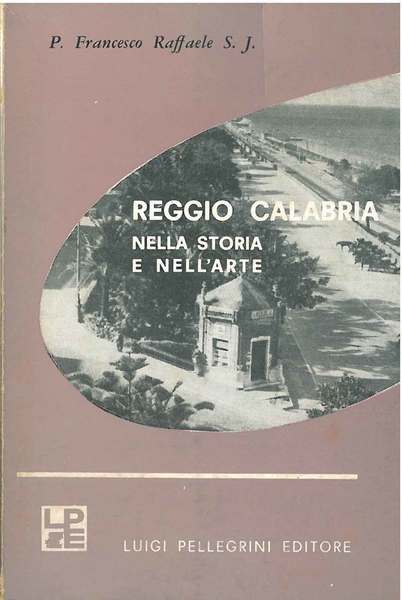 P. Francesco Raffaele S. J.
REGGIO CALABRIA
NELLA STORIA
E NELL'ARTE
LP
E
LUIGI PELLEGRINI EDITORE